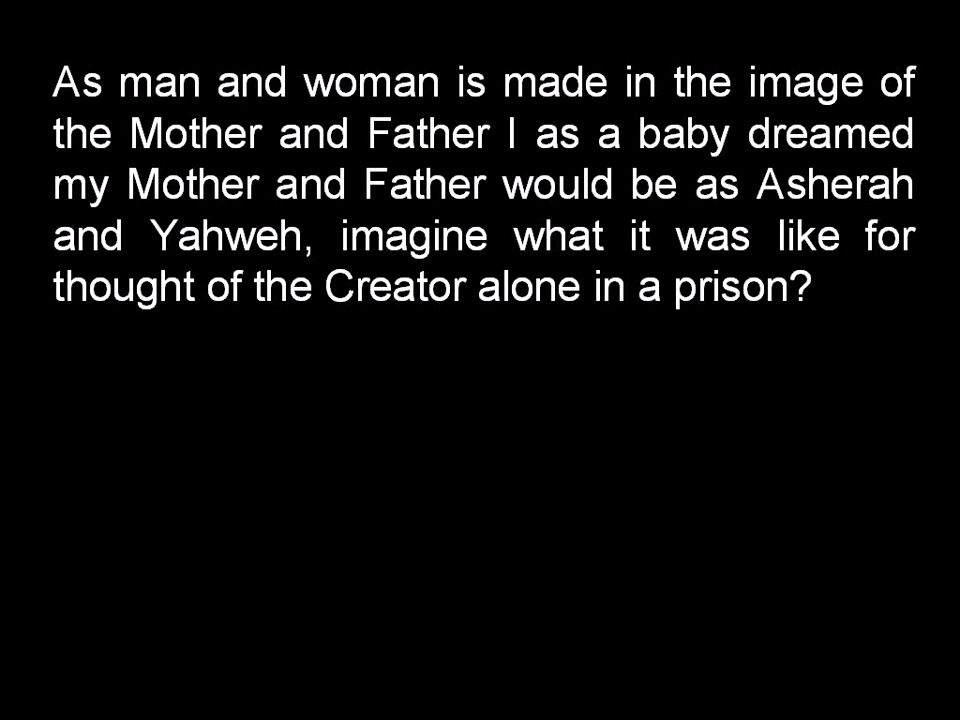 As man and woman is made in the image of
the Mother and Father I as a baby dreamed
my Mother and Father would be as Asherah
and Yahweh, imagine what it was like for
thought of the Creator alone in a prison?